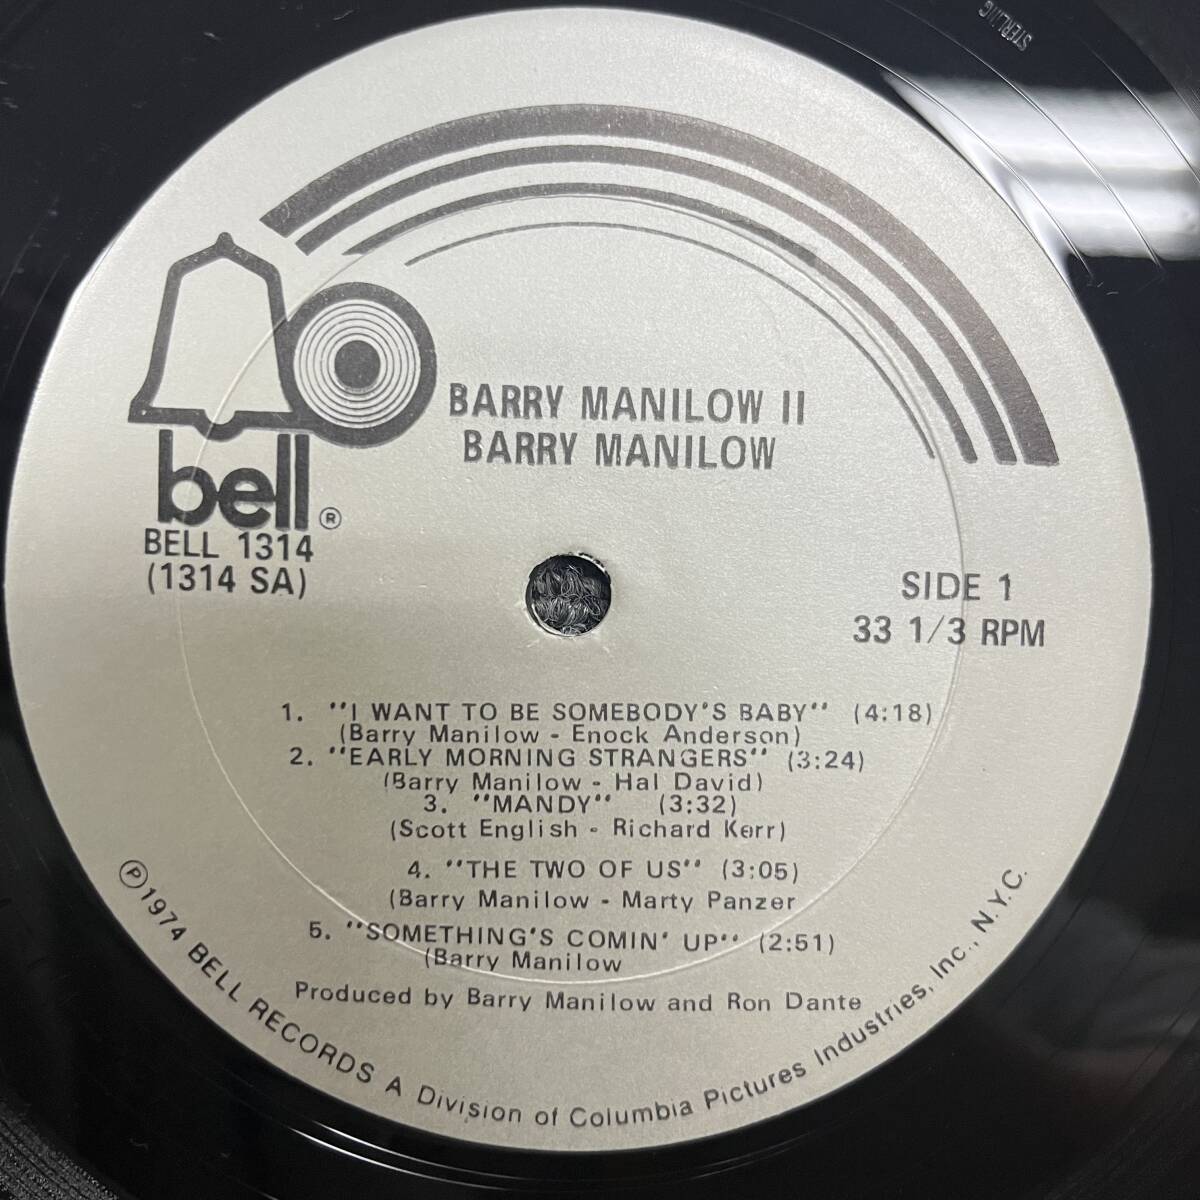 STERLING
BARRY MANILOW II
BARRY MANILOW
bell®
BELL 1314
(1314 SA)
SIDE 1
33 1/3 RPM
1. "I WANT TO BE SOMEBODY'S BABY" (4:18)
(Barry Manilow - Enock Anderson)
2. "EARLY MORNING STRANGERS" (3:24)
(Barry Manilow - Hal David)
3. "MANDY" (3:32)
(Scott English - Richard Kerr)
4. "THE TWO OF US" (3:05)
(Barry Manilow - Marty Panzer
5. "SOMETHING'S COMIN' UP" (2:51)
(Barry Manilow
Produced by Barry Manilow and Ron Dante
℗1974 BELL RECORDS A Division of Columbia Pictures Industries, Inc., N.Y.C.